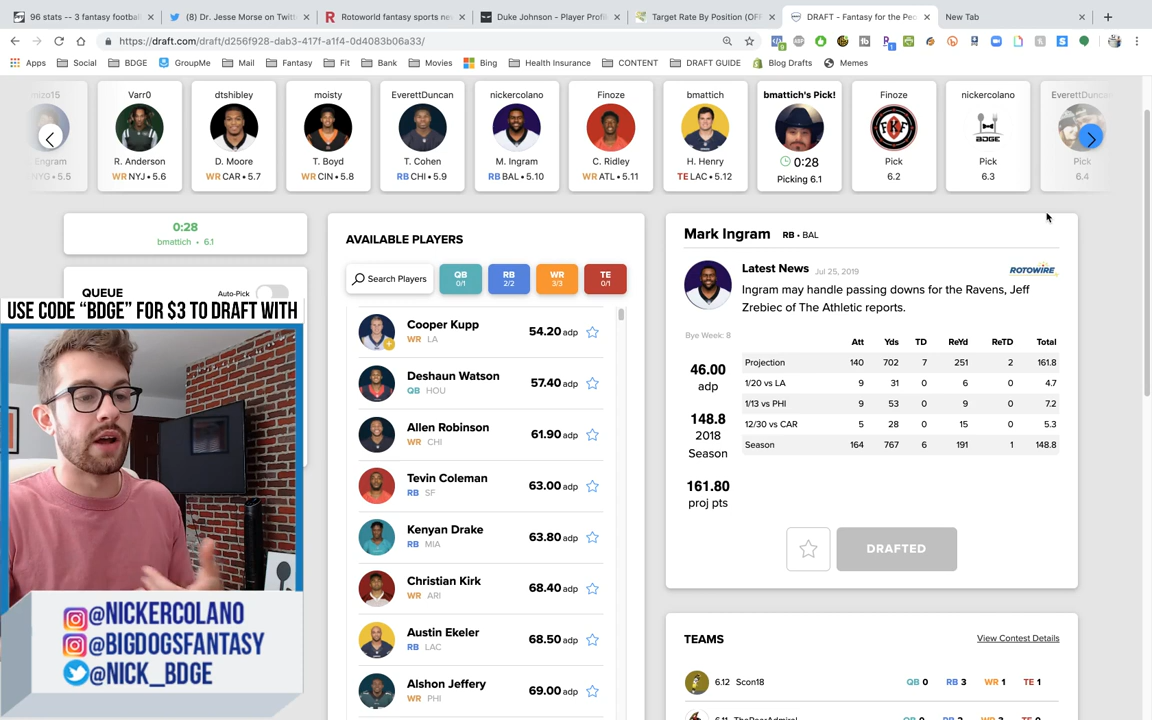 96 stats -- 3 fantasy footbal
(8) Dr. Jesse Morse on Twitt
Rotoworld fantasy sports ne
Duke Johnson - Player Profil
Target Rate By Position (OFF
DRAFT - Fantasy for the Peo
New Tab
https://draft.com/draft/d256f928-dab3-417f-a1f4-0d4083b06a33/
Apps
Social
BDGE
GroupMe
Mail
Fantasy
Fit
Bank
Movies
Bing
Health Insurance
CONTENT
DRAFT GUIDE
Blog Drafts
Memes
Varr0
dtshibley
moisty
EverettDuncan
nickercolano
Finoze
bmattich
bmattich's Pick!
Finoze
nickercolano
EverettDuncan
Engram
R. Anderson
D. Moore
T. Boyd
T. Cohen
M. Ingram
C. Ridley
H. Henry
0:28
Pick
Pick
Pick
5.5
WR NYJ • 5.6
WR CAR • 5.7
WR CIN • 5.8
RB CHI • 5.9
RB BAL • 5.10
WR ATL • 5.11
TE LAC • 5.12
Picking 6.1
6.2
6.3
6.4
BDGE
0:28
bmattich • 6.1
QUEUE
Auto-Pick
USE CODE "BDGE" FOR $3 TO DRAFT WITH
@NICKERCOLANO
@BIGDOGSFANTASY
@NICK_BDGE
AVAILABLE PLAYERS
Search Players
QB
0/1
RB
2/2
WR
3/3
TE
0/1
Cooper Kupp
WR LA
54.20 adp
Deshaun Watson
QB HOU
57.40 adp
Allen Robinson
WR CHI
61.90 adp
Tevin Coleman
RB SF
63.00 adp
Kenyan Drake
RB MIA
63.80 adp
Christian Kirk
WR ARI
68.40 adp
Austin Ekeler
RB LAC
68.50 adp
Alshon Jeffery
WR PHI
69.00 adp
Mark Ingram RB • BAL
Latest News Jul 25, 2019
ROTOWIRE
Ingram may handle passing downs for the Ravens, Jeff
Zrebiec of The Athletic reports.
Bye Week: 8
46.00
adp
148.8
2018
Season
161.80
proj pts
Att Yds TD ReYd ReTD Total
Projection 140 702 7 251 2 161.8
1/20 vs LA 9 31 0 6 0 4.7
1/13 vs PHI 9 53 0 9 0 7.2
12/30 vs CAR 5 28 0 15 0 5.3
Season 164 767 6 191 1 148.8
DRAFTED
TEAMS
View Contest Details
6.12 Scon18 QB 0 RB 3 WR 1 TE 1